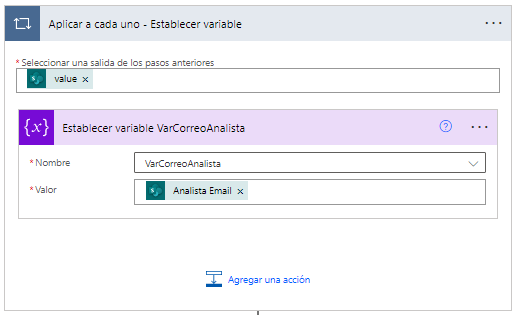 Aplicar a cada uno - Establecer variable
* Seleccionar una salida de los pasos anteriores
value ×
{x} Establecer variable VarCorreoAnalista
* Nombre VarCorreoAnalista
* Valor Analista Email ×
Agregar una acción